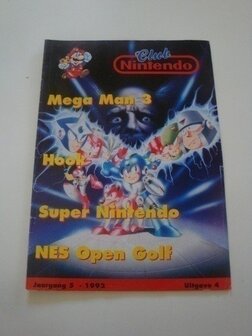 Club
Nintendo
Mega Man 3
Hook
Super Nintendo
NES Open Golf
Jaargang 5 - 1993
Uitgave 4